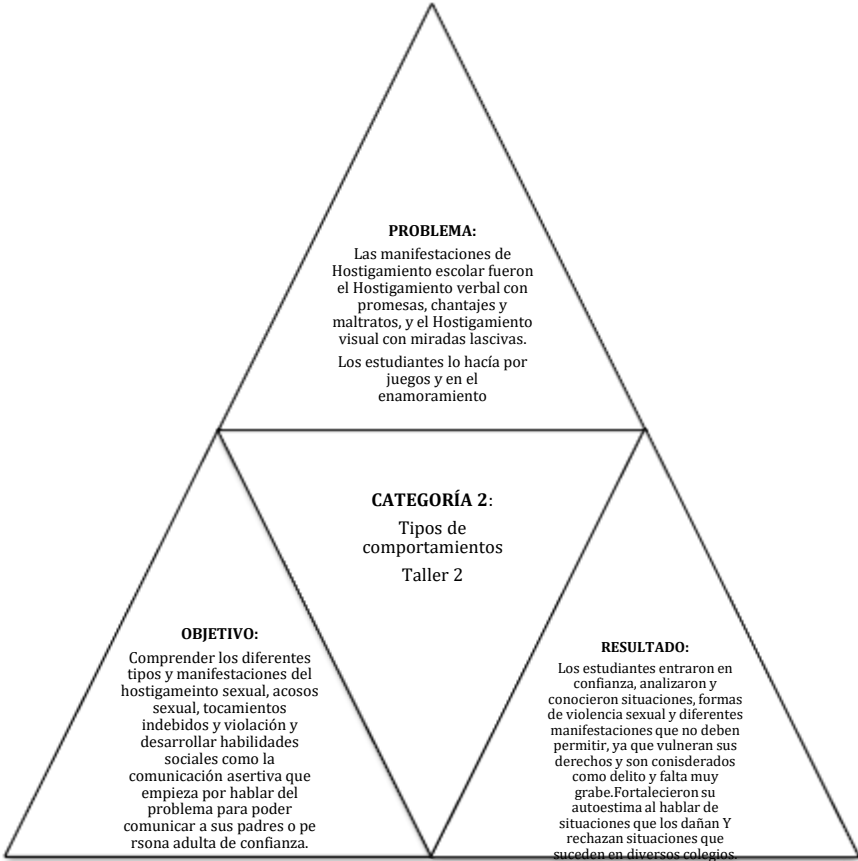 PROBLEMA:
Las manifestaciones de
Hostigamiento escolar fueron
el Hostigamiento verbal con
promesas, chantajes y
maltratos, y el Hostigamiento
visual con miradas lascivas.
Los estudiantes lo hacía por
juegos y en el
enamoramiento
CATEGORÍA 2:
Tipos de
comportamientos
Taller 2
OBJETIVO:
Comprender los diferentes
tipos y manifestaciones del
hostigameinto sexual, acosos
sexual, tocamientos
indebidos y violación y
desarrollar habilidades
sociales como la
comunicación asertiva que
empieza por hablar del
problema para poder
comunicar a sus padres o pe
rsona adulta de confianza.
RESULTADO:
Los estudiantes entraron en
confianza, analizaron y
conocieron situaciones, formas
de violencia sexual y diferentes
manifestaciones que no deben
permitir, ya que vulneran sus
derechos y son conisderados
como delito y falta muy
grabe.Fortalecieron su
autoestima al hablar de
situaciones que los dañan Y
rechazan situaciones que
suceden en diversos colegios.